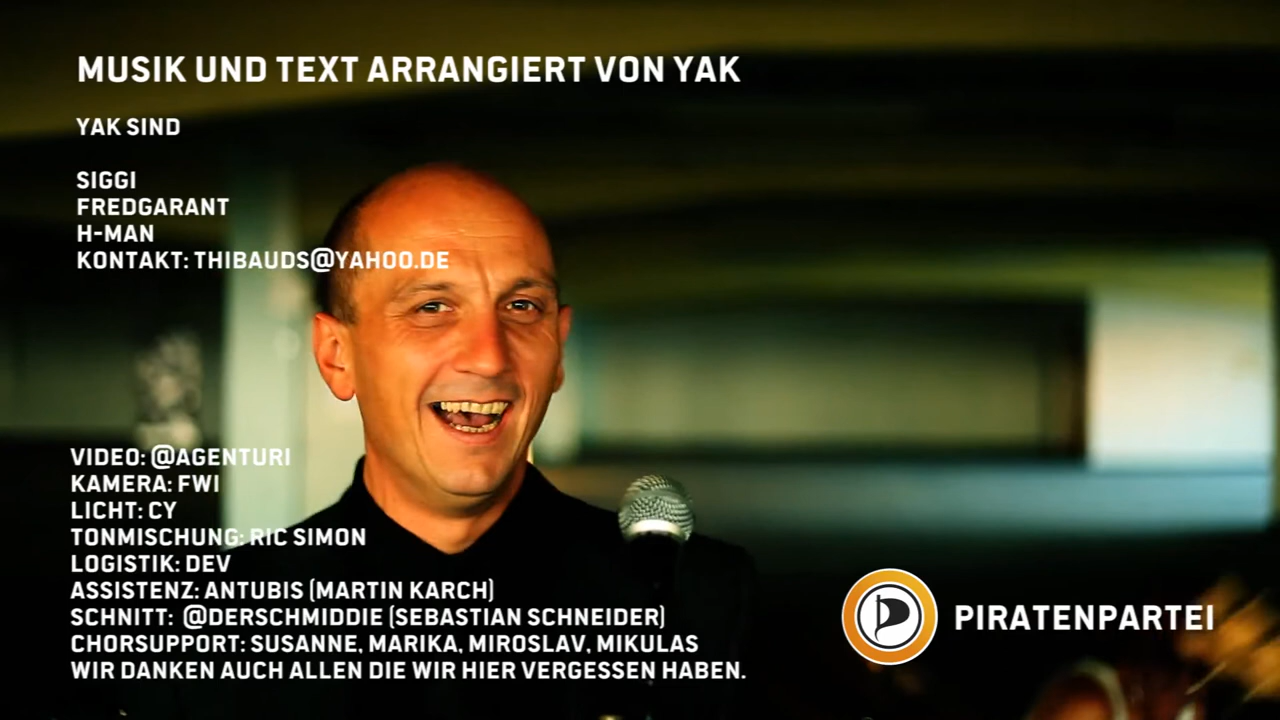 MUSIK UND TEXT ARRANGIERT VON YAK
YAK SIND
SIGGI
FREDGARANT
H-MAN
KONTAKT: THIBAUDS@YAHOO.DE
VIDEO: @AGENTURI
KAMERA: FWI
LICHT: CY
TONMISCHUNG: RIC SIMON
LOGISTIK: DEV
ASSISTENZ: ANTUBIS (MARTIN KARCH)
SCHNITT: @DERSCHMIDDIE (SEBASTIAN SCHNEIDER)
CHORSUPPORT: SUSANNE, MARIKA, MIROSLAV, MIKULAS
WIR DANKEN AUCH ALLEN DIE WIR HIER VERGESSEN HABEN.
PIRATENPARTEI